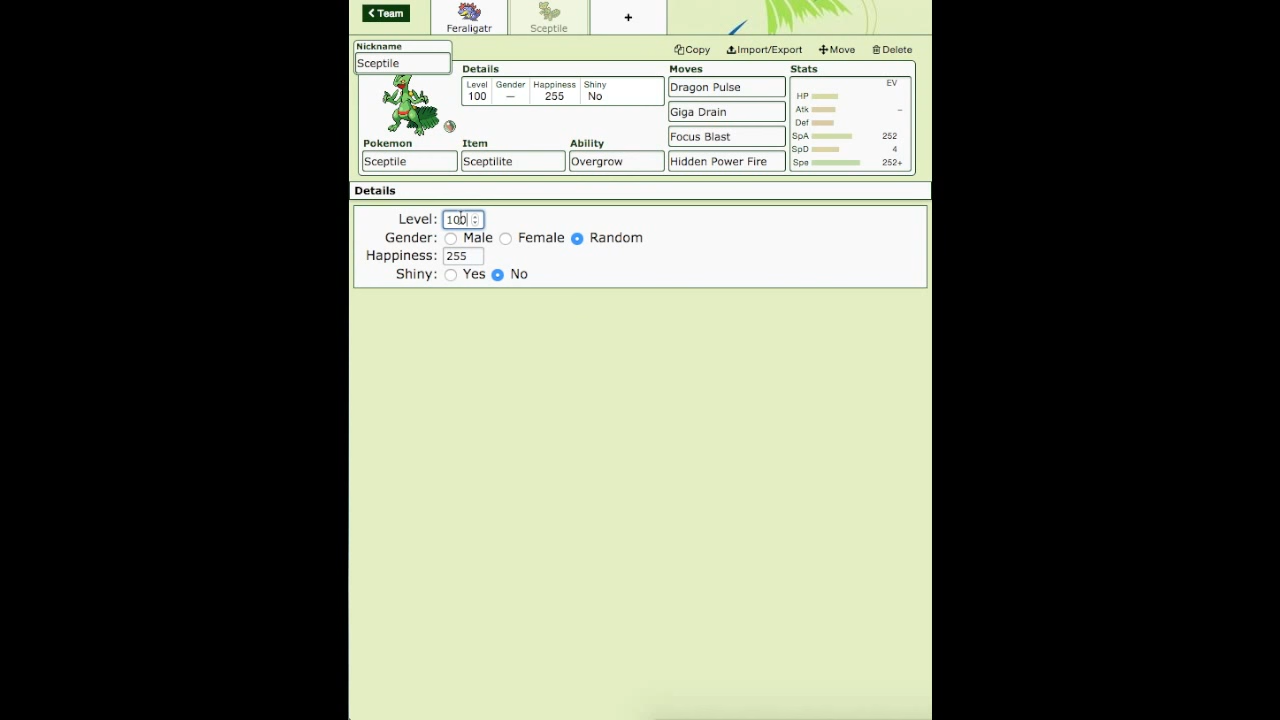 Team
Feraligatr
Sceptile
+
Nickname
Sceptile
Copy
Import/Export
Move
Delete
Details
Level Gender Happiness Shiny
100 — 255 No
Moves
Dragon Pulse
Giga Drain
Focus Blast
Hidden Power Fire
Stats
EV
HP
Atk –
Def
SpA 252
SpD 4
Spe 252+
Pokemon
Sceptile
Item
Sceptilite
Ability
Overgrow
Details
Level: 100
Gender: Male Female Random
Happiness: 255
Shiny: Yes No